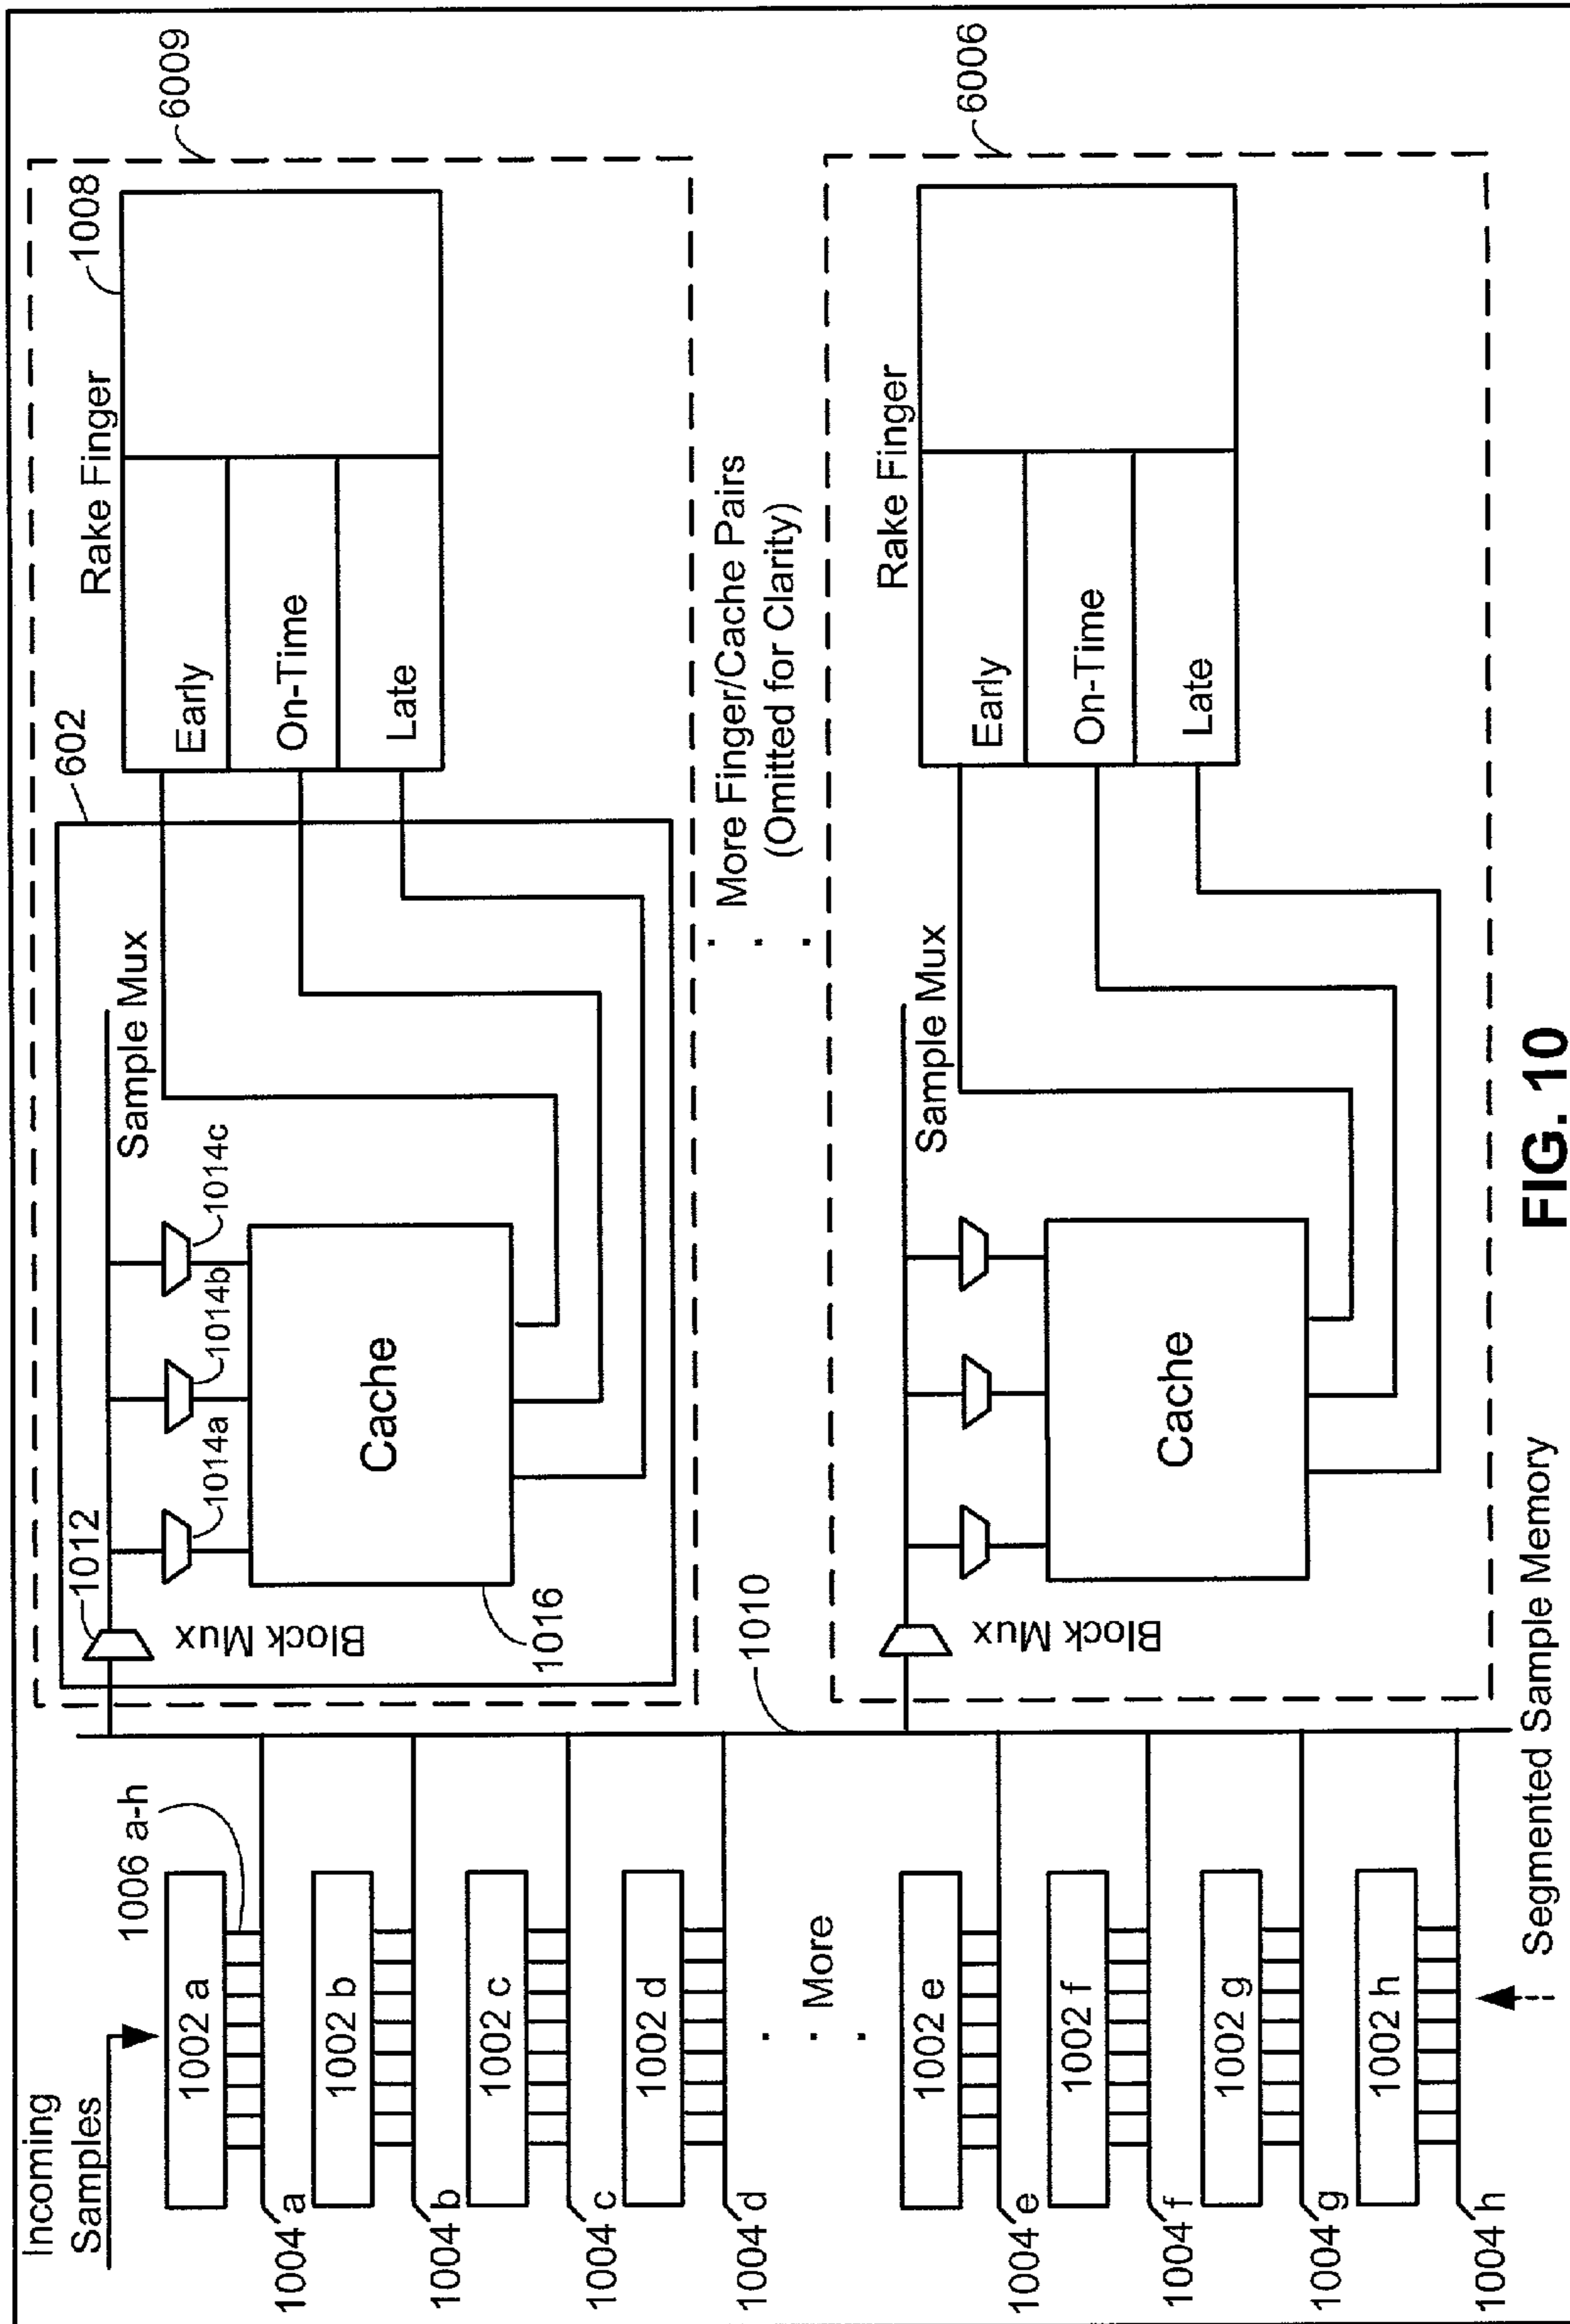 Incoming
Samples
1002 a
1006 a-h
1004 a
1002 b
1004 b
1002 c
1004 c
1002 d
1004 d
. . . More
1002 e
1004 e
1002 f
1004 f
1002 g
1004 g
1002 h
1004 h
Segmented Sample Memory
1010
6009
602
1012
Block Mux
Sample Mux
1014a
1014b
1014c
Cache
1016
Rake Finger
1008
Early
On-Time
Late
. . . More Finger/Cache Pairs
(Omitted for Clarity)
6006
Block Mux
Sample Mux
Cache
Rake Finger
Early
On-Time
Late
FIG. 10